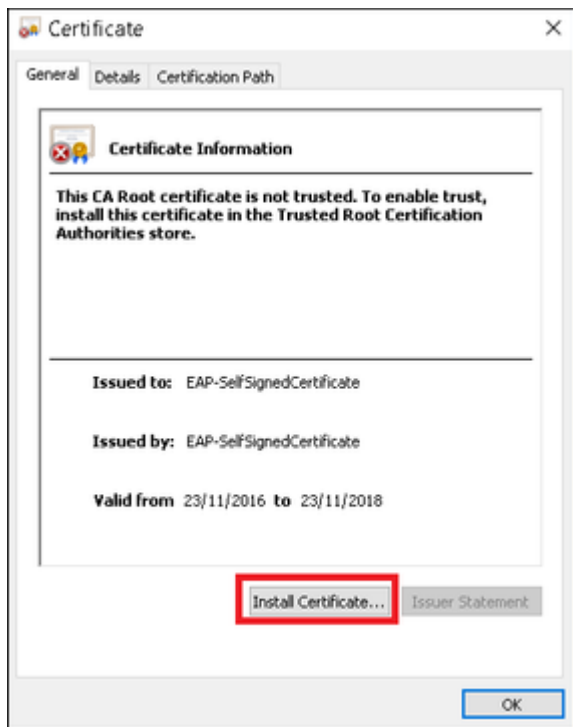 Certificate
General Details Certification Path
Certificate Information
This CA Root certificate is not trusted. To enable trust,
install this certificate in the Trusted Root Certification
Authorities store.
Issued to: EAP-SelfSignedCertificate
Issued by: EAP-SelfSignedCertificate
Valid from 23/11/2016 to 23/11/2018
Install Certificate... Issuer Statement
OK